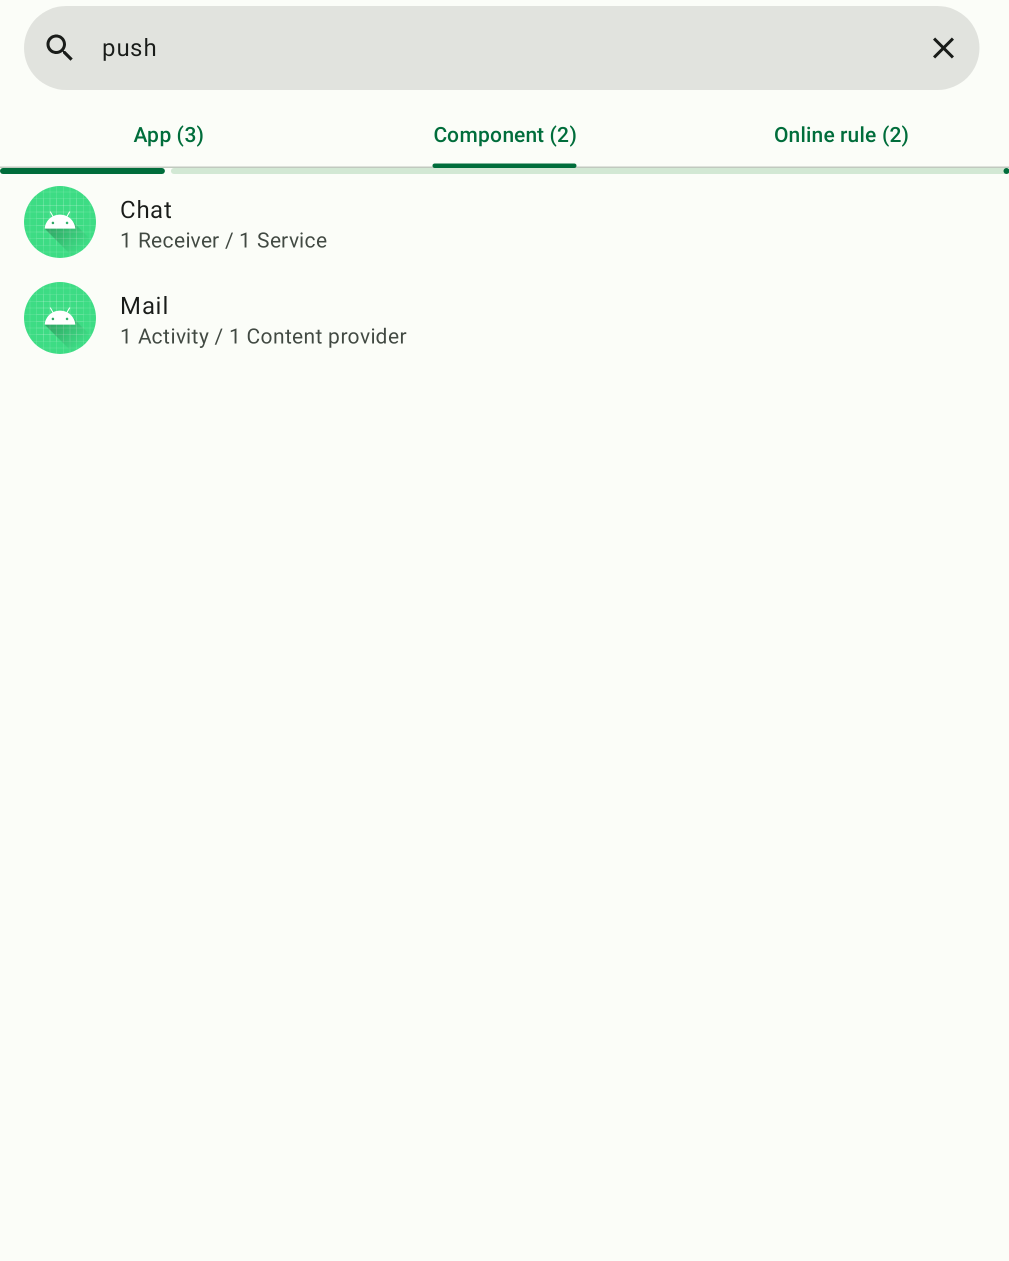 push
App (3)
Component (2)
Online rule (2)
Chat
1 Receiver / 1 Service
Mail
1 Activity / 1 Content provider